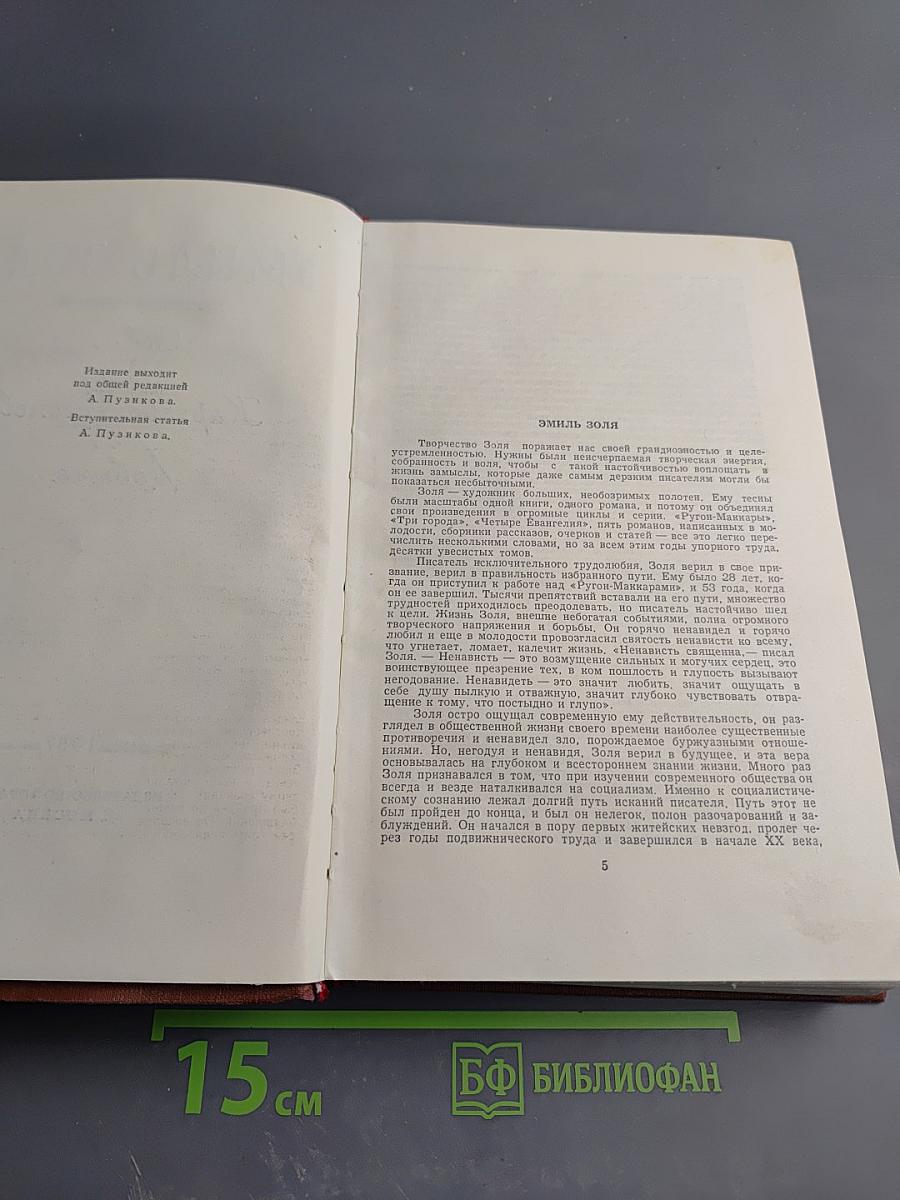 Издание выходит
под общей редакцией
А. Пузикова.
Вступительная статья
А. Пузикова.
ЭМИЛЬ ЗОЛЯ
Творчество Золя поражает нас своей грандиозностью и целе-
устремленностью. Нужны были неисчерпаемая творческая энергия,
собранность и воля, чтобы с такой настойчивостью воплощать в
жизнь замыслы, которые даже самым дерзким писателям могли бы
показаться несбыточными.
Золя — художник больших, необозримых полотен. Ему тесны
были масштабы одной книги, одного романа, и потому он объединял
свои произведения в огромные циклы и серии. «Ругон-Маккары»,
«Три города», «Четыре Евангелия», пять романов, написанных в мо-
лодости, сборники рассказов, очерков и статей — все это легко пере-
числить несколькими словами, но за всем этим годы упорного труда,
десятки увесистых томов.
Писатель исключительного трудолюбия, Золя верил в свое при-
звание, верил в правильность избранного пути. Ему было 28 лет, ко-
гда он приступил к работе над «Ругон-Маккарами», и 53 года, когда
он ее завершил. Тысячи препятствий вставали на его пути, множество
трудностей приходилось преодолевать, но писатель настойчиво шел
к цели. Жизнь Золя, внешне небогатая событиями, полна огромного
творческого напряжения и борьбы. Он горячо ненавидел и горячо
любил и еще в молодости провозгласил святость ненависти ко всему,
что угнетает, ломает, калечит жизнь. «Ненависть священна,— писал
Золя. — Ненависть — это возмущение сильных и могучих сердец, это
воинствующее презрение тех, в ком пошлость и глупость вызывают
негодование. Ненавидеть — это значит любить, значит ощущать в
себе душу пылкую и отважную, значит глубоко чувствовать отвра-
щение к тому, что постыдно и глупо».
Золя остро ощущал современную ему действительность, он раз-
глядел в общественной жизни своего времени наиболее существенные
противоречия и ненавидел зло, порождаемое буржуазными отноше-
ниями. Но, негодуя и ненавидя, Золя верил в будущее, и эта вера
основывалась на глубоком и всестороннем знании жизни. Много раз
Золя признавался в том, что при изучении современного общества он
всегда и везде наталкивался на социализм. Именно к социалистиче-
скому сознанию лежал долгий путь исканий писателя. Путь этот не
был пройден до конца, и был он нелегок, полон разочарований и за-
блуждений. Он начался в пору первых житейских невзгод, пролег че-
рез годы подвижнического труда и завершился в начале XX века,
5
15 см
БФ БИБЛИОФАН